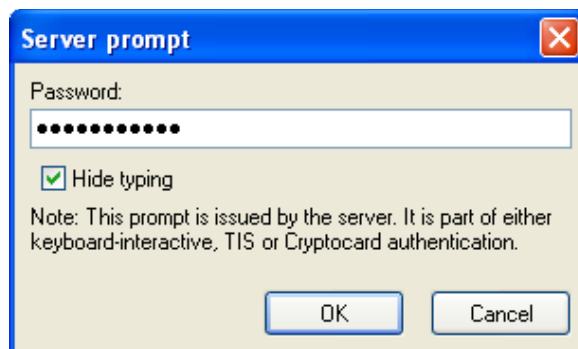 Server prompt
Password:
•••••••••••
Hide typing
Note: This prompt is issued by the server. It is part of either
keyboard-interactive, TIS or Cryptocard authentication.
OK Cancel